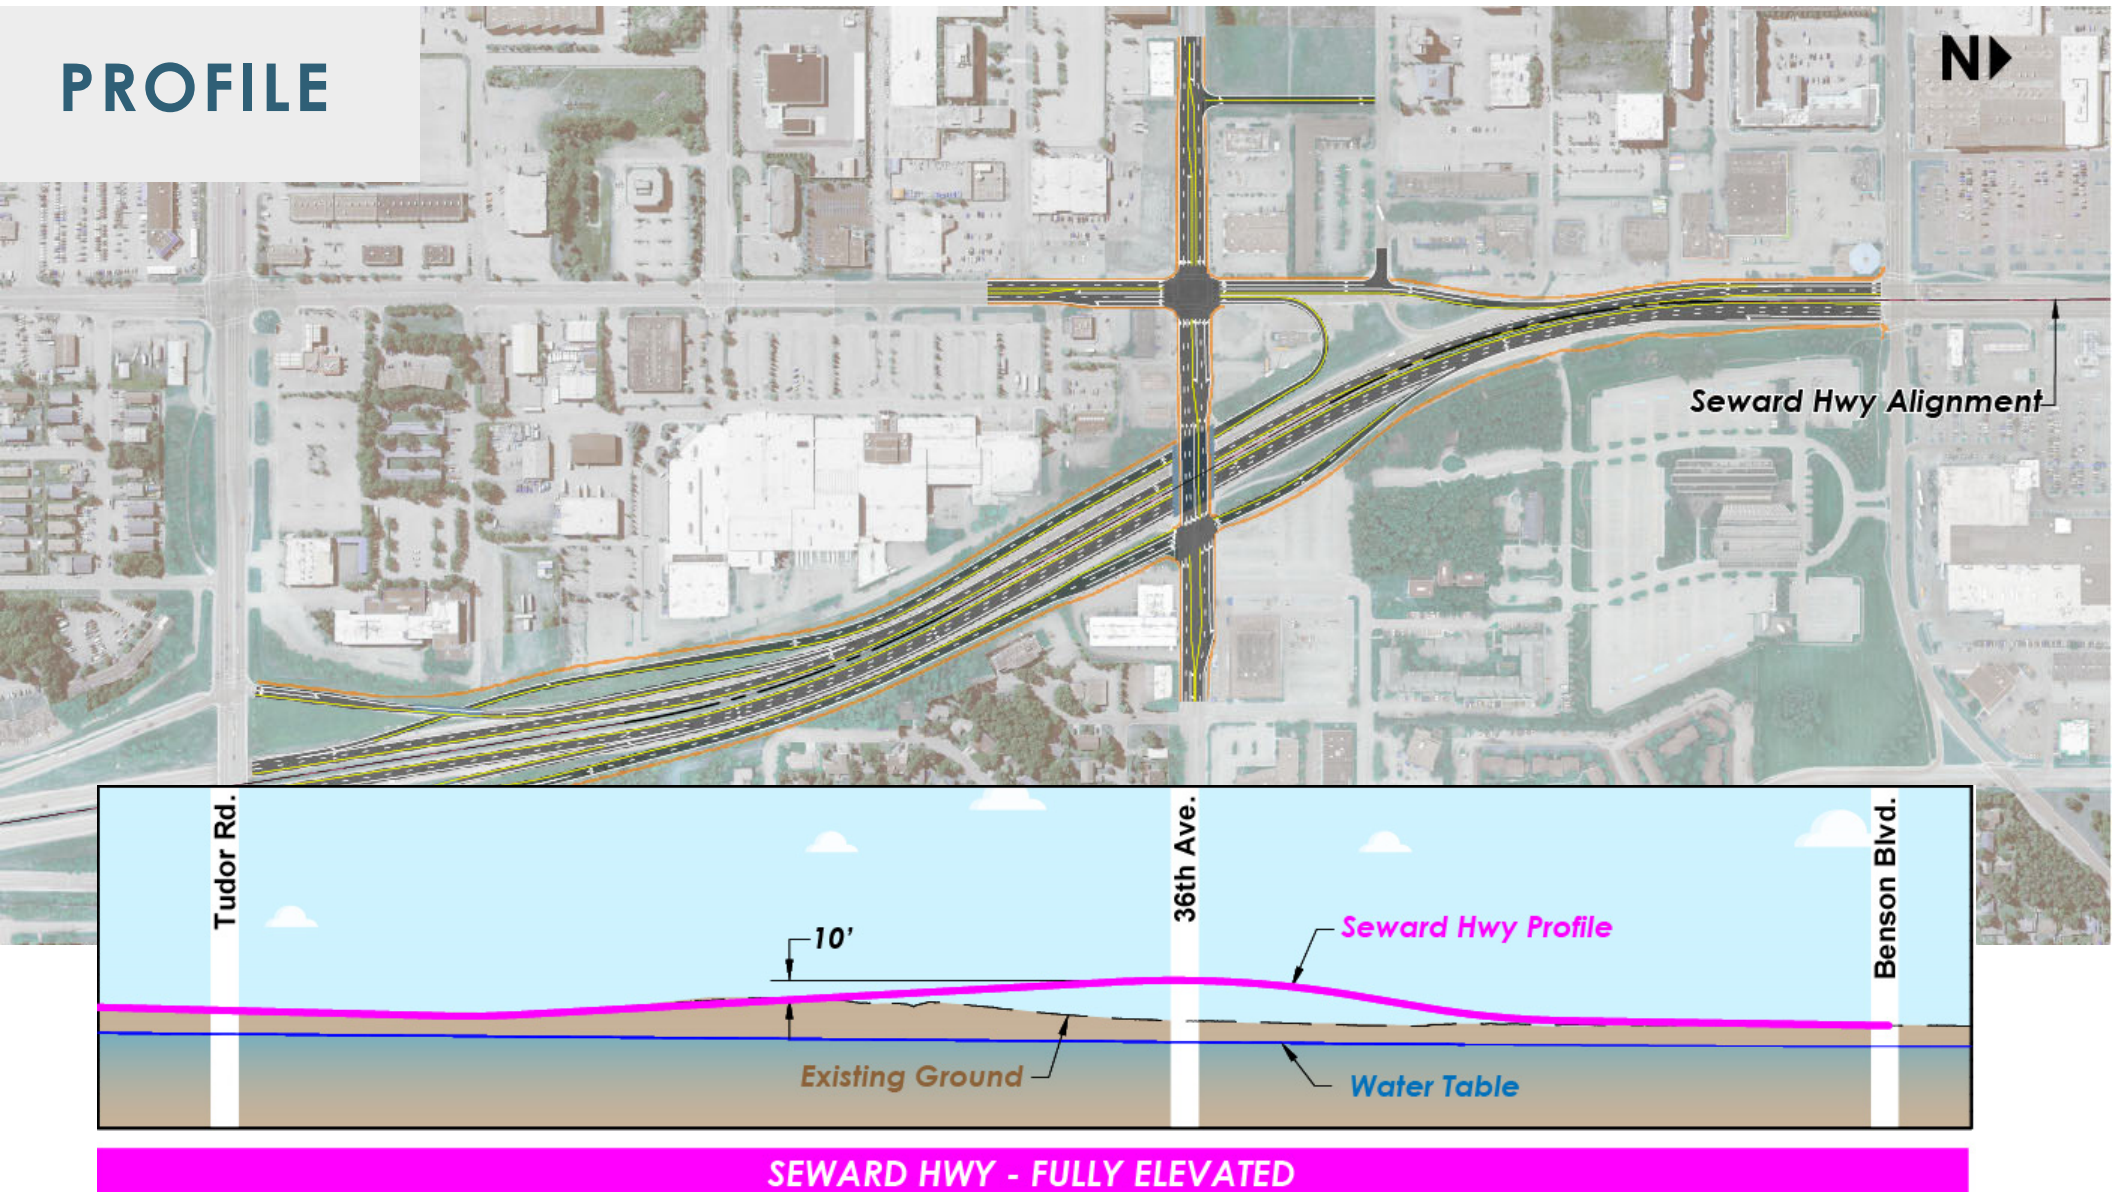 PROFILE
N
Seward Hwy Alignment
Tudor Rd.
36th Ave.
Benson Blvd.
10’
Seward Hwy Profile
Existing Ground
Water Table
SEWARD HWY - FULLY ELEVATED